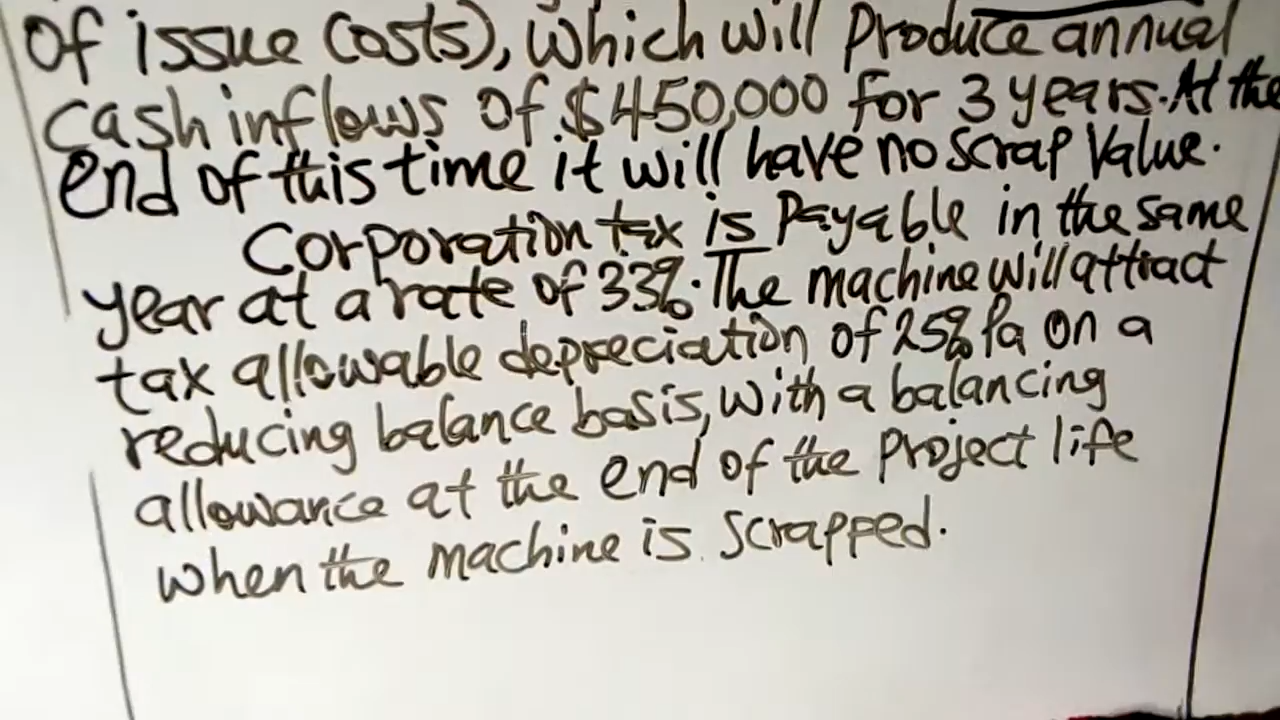 of issue costs), which will produce annual
cash inflows of $450,000 for 3 years. At the
end of this time it will have no scrap value.
Corporation tax is payable in the same
year at a rate of 33%. The machine will attract
tax allowable depreciation of 25% Pa on a
reducing balance basis, with a balancing
allowance at the end of the project life
when the machine is scrapped.